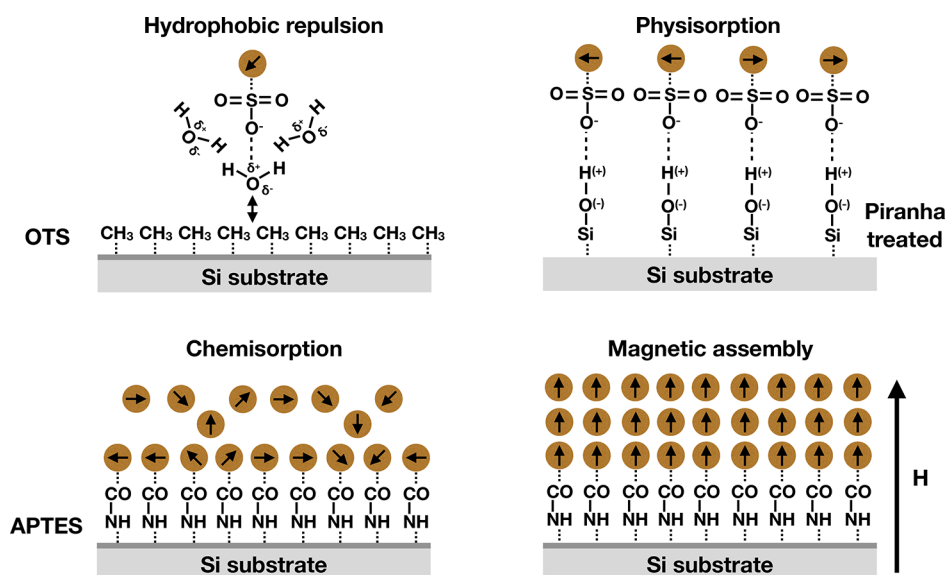 Hydrophobic repulsion
O=S=O
O-
H H
O δ+ H
δ-
H
δ+ O δ-
H
H δ+ H
O δ-
OTS
CH3 CH3 CH3 CH3 CH3 CH3 CH3 CH3 CH3
Si substrate
Physisorption
O=S=O O=S=O O=S=O O=S=O
O- O- O- O-
H(+) H(+) H(+) H(+)
O(-) O(-) O(-) O(-)
Si Si Si Si
Piranha
treated
Si substrate
Chemisorption
CO CO CO CO CO CO CO CO CO
NH NH NH NH NH NH NH NH NH
APTES
Si substrate
Magnetic assembly
H
CO CO CO CO CO CO CO CO CO
NH NH NH NH NH NH NH NH NH
Si substrate